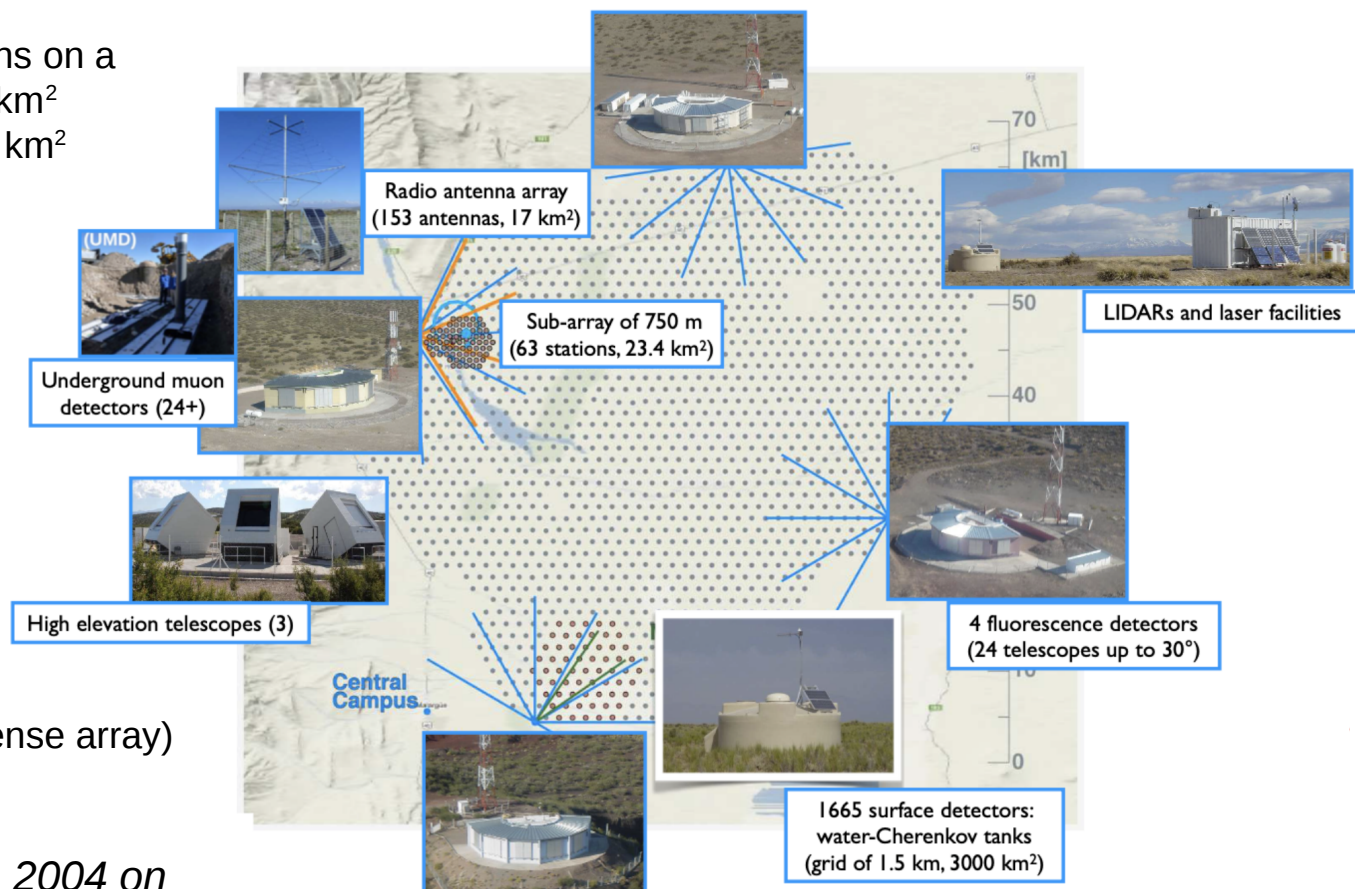 ns on a
km²
km²
70
[km]
Radio antenna array
(153 antennas, 17 km²)
(UMD)
50
LIDARs and laser facilities
Sub-array of 750 m
(63 stations, 23.4 km²)
Underground muon
detectors (24+)
40
High elevation telescopes (3)
4 fluorescence detectors
(24 telescopes up to 30°)
10
Central
Campus
ense array)
0
1665 surface detectors:
water-Cherenkov tanks
(grid of 1.5 km, 3000 km²)
2004 on